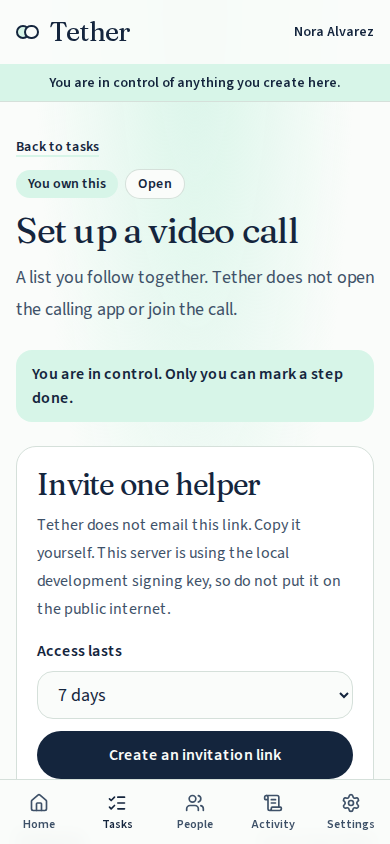 Tether
Nora Alvarez
You are in control of anything you create here.
Back to tasks
You own this
Open
Set up a video call
A list you follow together. Tether does not open
the calling app or join the call.
You are in control. Only you can mark a step
done.
Invite one helper
Tether does not email this link. Copy it
yourself. This server is using the local
development signing key, so do not put it on
the public internet.
Access lasts
7 days
Create an invitation link
Home
Tasks
People
Activity
Settings